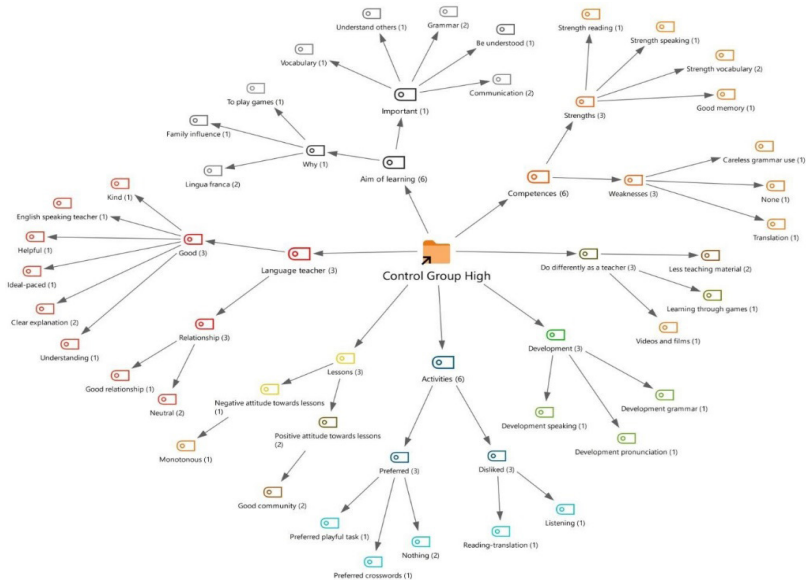 Understand others (1)
Grammar (2)
Be understood (1)
Vocabulary (1)
Communication (2)
Important (1)
To play games (1)
Family influence (1)
Why (1)
Lingua franca (2)
Aim of learning (6)
Strength reading (1)
Strength speaking (1)
Strength vocabulary (2)
Good memory (1)
Strengths (3)
Careless grammar use (1)
Competences (6)
Weaknesses (3)
None (1)
Translation (1)
Kind (1)
English speaking teacher (1)
Helpful (1)
Good (3)
Ideal-paced (1)
Clear explanation (2)
Understanding (1)
Language teacher (3)
Control Group High
Do differently as a teacher (3)
Less teaching material (2)
Learning through games (1)
Videos and films (1)
Relationship (3)
Good relationship (1)
Neutral (2)
Lessons (3)
Negative attitude towards lessons
(1)
Monotonous (1)
Positive attitude towards lessons
(2)
Good community (2)
Activities (6)
Preferred (3)
Disliked (3)
Preferred playful task (1)
Preferred crosswords (1)
Nothing (2)
Reading-translation (1)
Listening (1)
Development (3)
Development speaking (1)
Development grammar (1)
Development pronunciation (1)